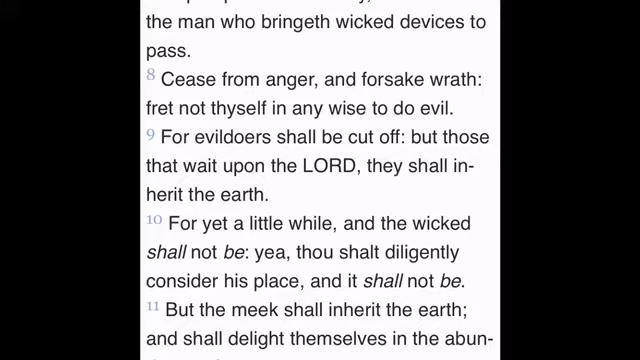 the man who bringeth wicked devices to
pass.
8 Cease from anger, and forsake wrath:
fret not thyself in any wise to do evil.
9 For evildoers shall be cut off: but those
that wait upon the LORD, they shall in-
herit the earth.
10 For yet a little while, and the wicked
shall not be: yea, thou shalt diligently
consider his place, and it shall not be.
11 But the meek shall inherit the earth;
and shall delight themselves in the abun-